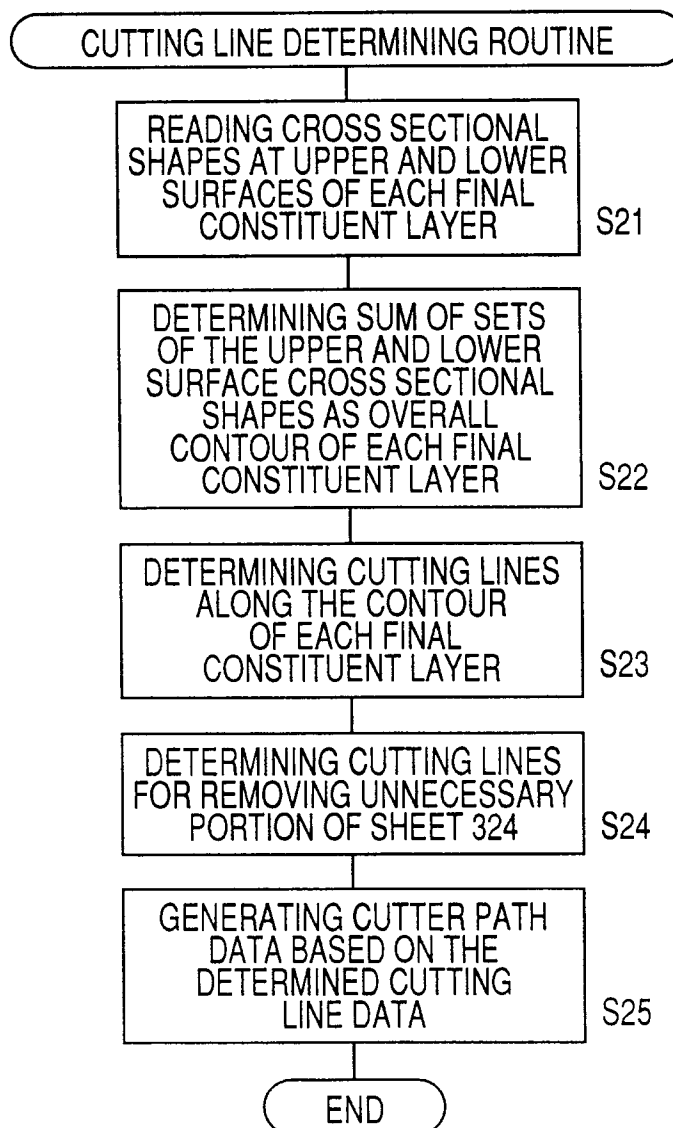 CUTTING LINE DETERMINING ROUTINE
READING CROSS SECTIONAL
SHAPES AT UPPER AND LOWER
SURFACES OF EACH FINAL
CONSTITUENT LAYER
S21
DETERMINING SUM OF SETS
OF THE UPPER AND LOWER
SURFACE CROSS SECTIONAL
SHAPES AS OVERALL
CONTOUR OF EACH FINAL
CONSTITUENT LAYER
S22
DETERMINING CUTTING LINES
ALONG THE CONTOUR
OF EACH FINAL
CONSTITUENT LAYER
S23
DETERMINING CUTTING LINES
FOR REMOVING UNNECESSARY
PORTION OF SHEET 324
S24
GENERATING CUTTER PATH
DATA BASED ON THE
DETERMINED CUTTING
LINE DATA
S25
END